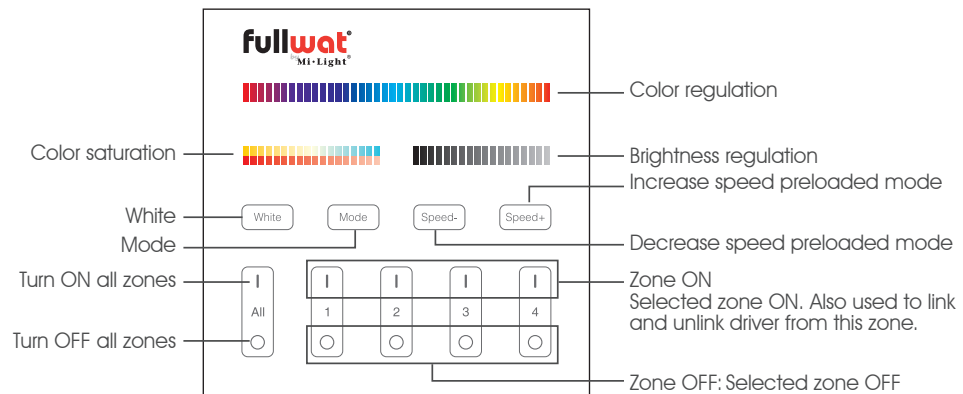 fullwat
by Mi·Light
Color regulation
Color saturation
Brightness regulation
Increase speed preloaded mode
White
White
Mode
Speed-
Speed+
Mode
Decrease speed preloaded mode
Turn ON all zones
Zone ON
Selected zone ON. Also used to link
and unlink driver from this zone.
All
1
2
3
4
Turn OFF all zones
Zone OFF: Selected zone OFF